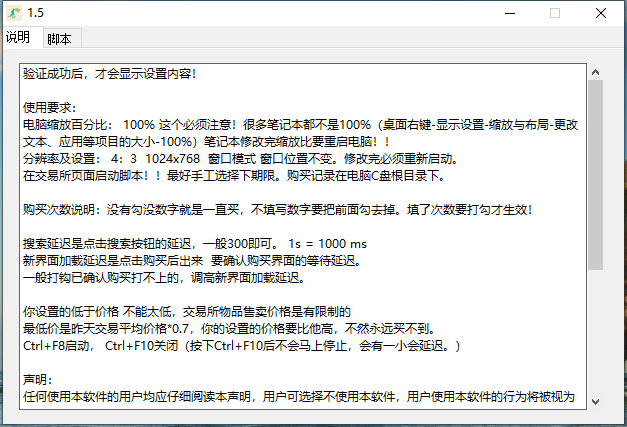 1.5
说明
脚本
验证成功后，才会显示设置内容！
使用要求：
电脑缩放百分比： 100% 这个必须注意！很多笔记本都不是100%（桌面右键-显示设置-缩放与布局-更改
文本、应用等项目的大小-100%）笔记本修改完缩放比要重启电脑！！
分辨率及设置： 4：3 1024x768 窗口模式 窗口位置不变。修改完必须重新启动。
在交易所页面启动脚本！！最好手工选择下期限。购买记录在电脑C盘根目录下。
购买次数说明：没有勾没数字就是一直买，不填写数字要把前面勾去掉。填了次数要打勾才生效！
搜索延迟是点击搜索按钮的延迟，一般300即可。 1s = 1000 ms
新界面加载延迟是点击购买后出来 要确认购买界面的等待延迟。
一般打钩已确认购买打不上的，调高新界面加载延迟。
你设置的低于价格 不能太低，交易所物品售卖价格是有限制的
最低价是昨天交易平均价格*0.7，你的设置的价格要比他高，不然永远买不到。
Ctrl+F8启动， Ctrl+F10关闭（按下Ctrl+F10后不会马上停止，会有一小会延迟。）
声明：
任何使用本软件的用户均应仔细阅读本声明，用户可选择不使用本软件，用户使用本软件的行为将被视为